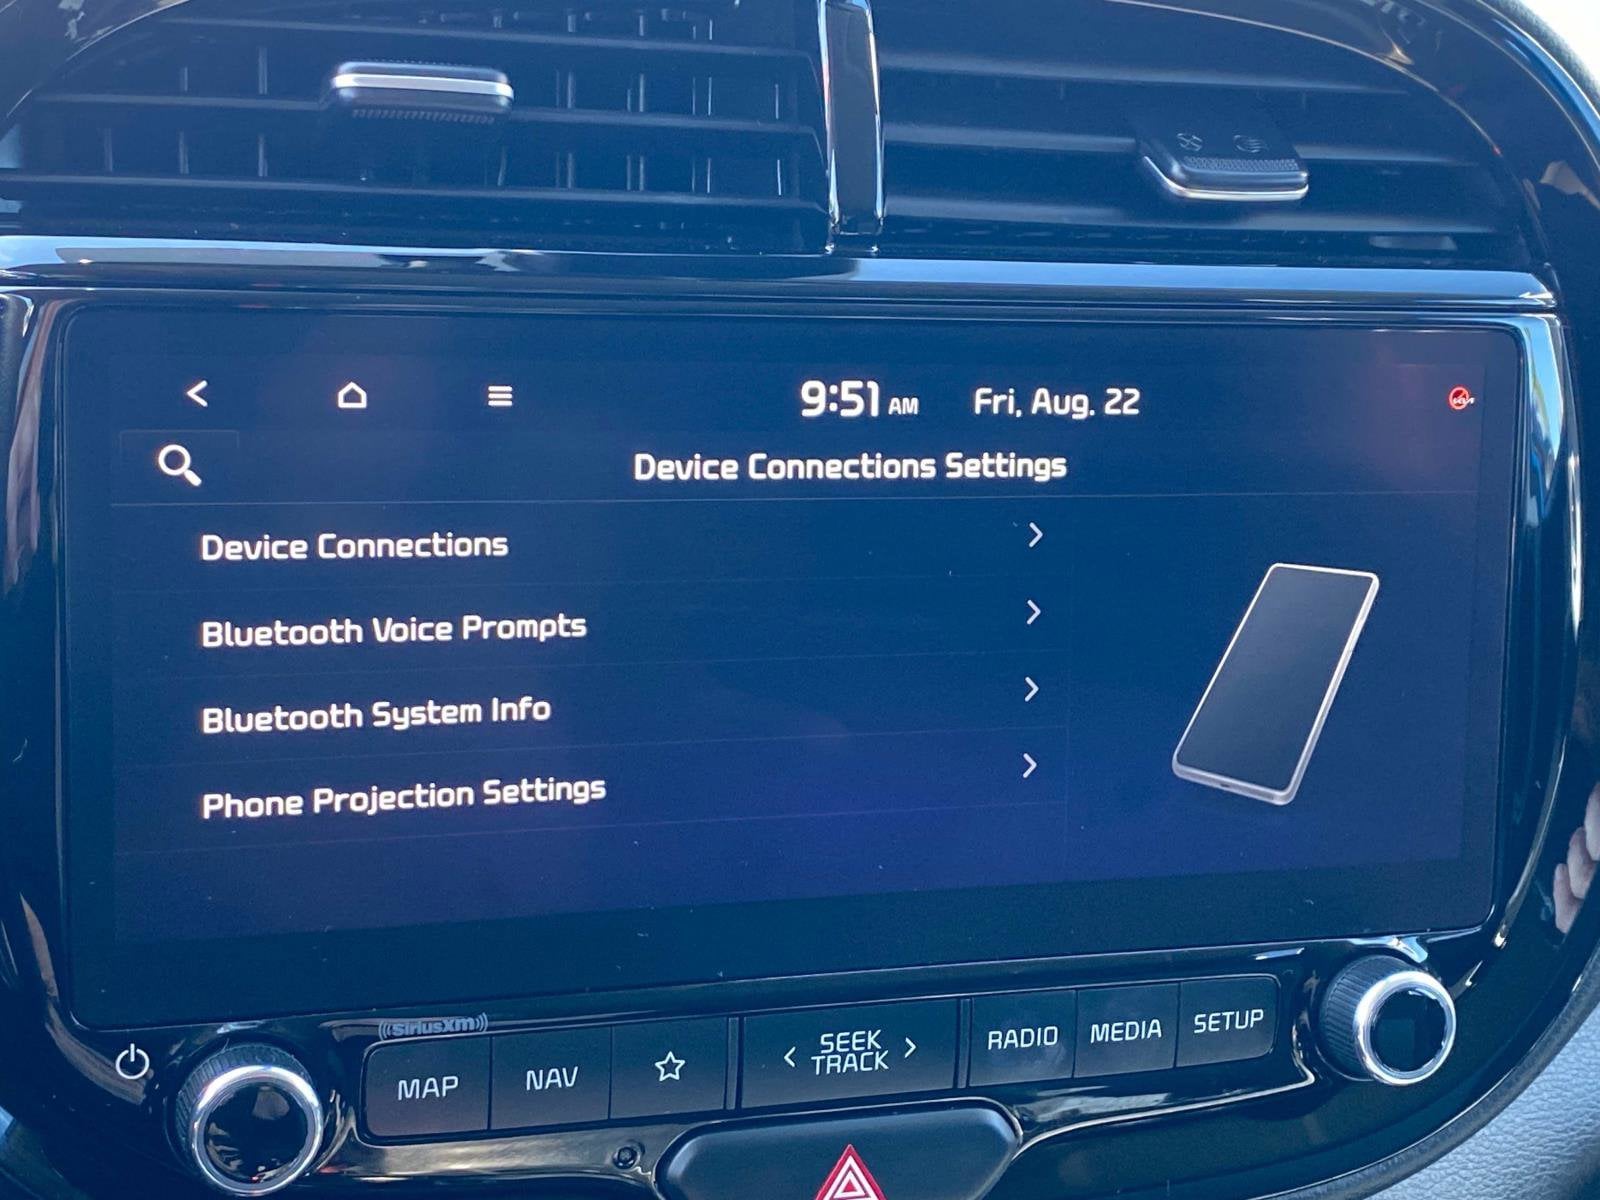 9:51 AM Fri, Aug. 22
Device Connections Settings
Device Connections
Bluetooth Voice Prompts
Bluetooth System Info
Phone Projection Settings
((SiriusXM))
MAP NAV < SEEK TRACK > RADIO MEDIA SETUP